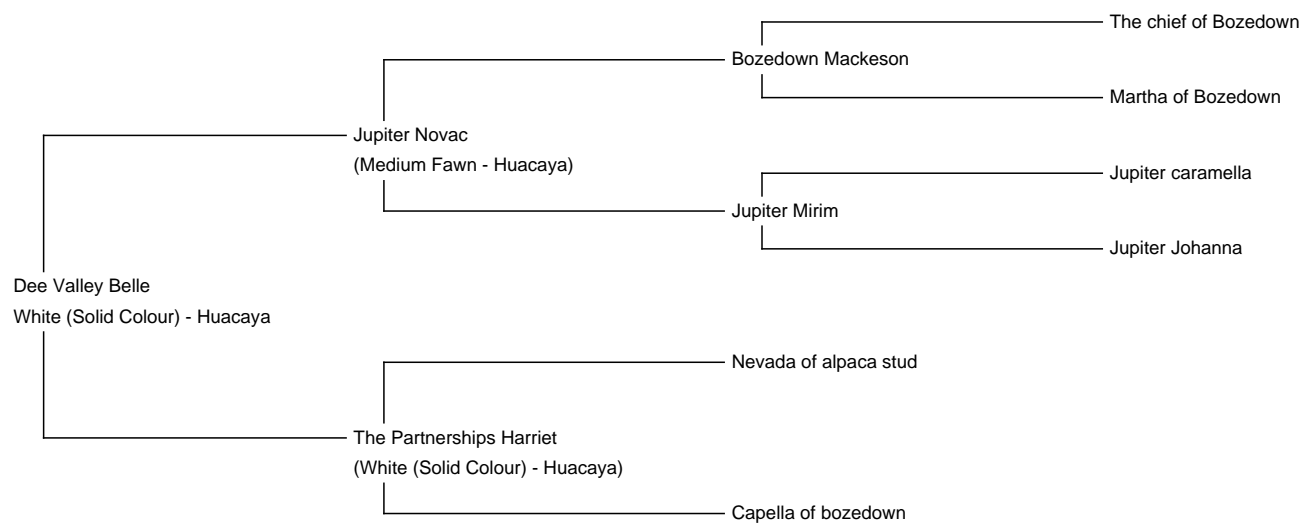 The chief of Bozedown
Bozedown Mackeson
Martha of Bozedown
Jupiter Novac
(Medium Fawn - Huacaya)
Jupiter caramella
Jupiter Mirim
Jupiter Johanna
Dee Valley Belle
White (Solid Colour) - Huacaya
Nevada of alpaca stud
The Partnerships Harriet
(White (Solid Colour) - Huacaya)
Capella of bozedown